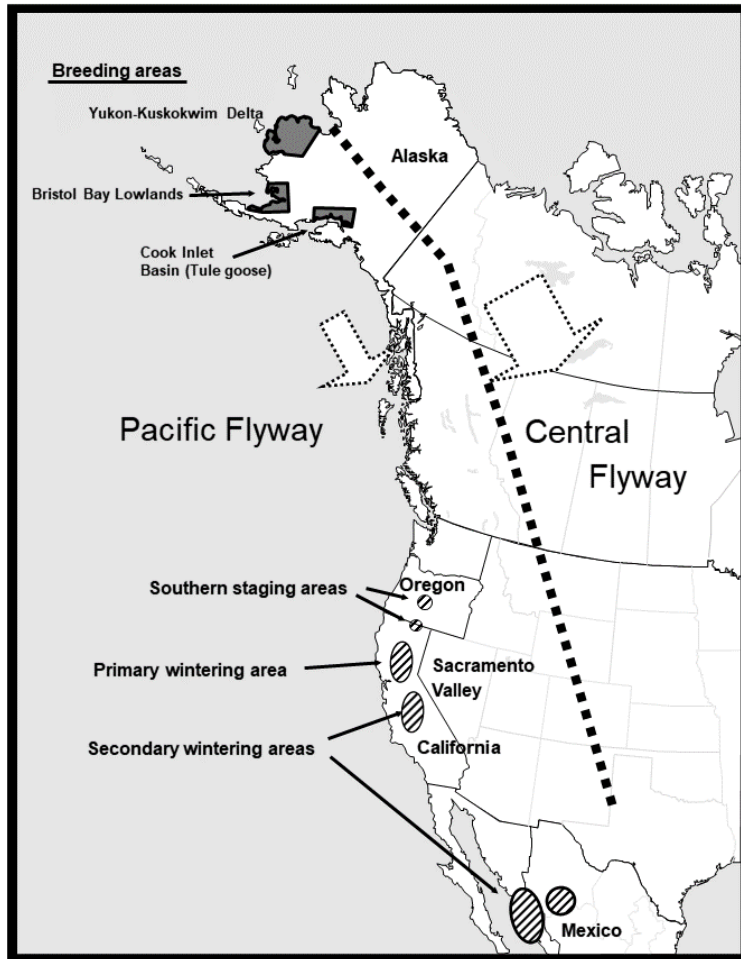 Breeding areas
Yukon-Kuskokwim Delta
Alaska
Bristol Bay Lowlands
Cook Inlet
Basin (Tule goose)
Pacific Flyway
Central
Flyway
Southern staging areas
Oregon
Primary wintering area
Sacramento
Valley
Secondary wintering areas
California
Mexico